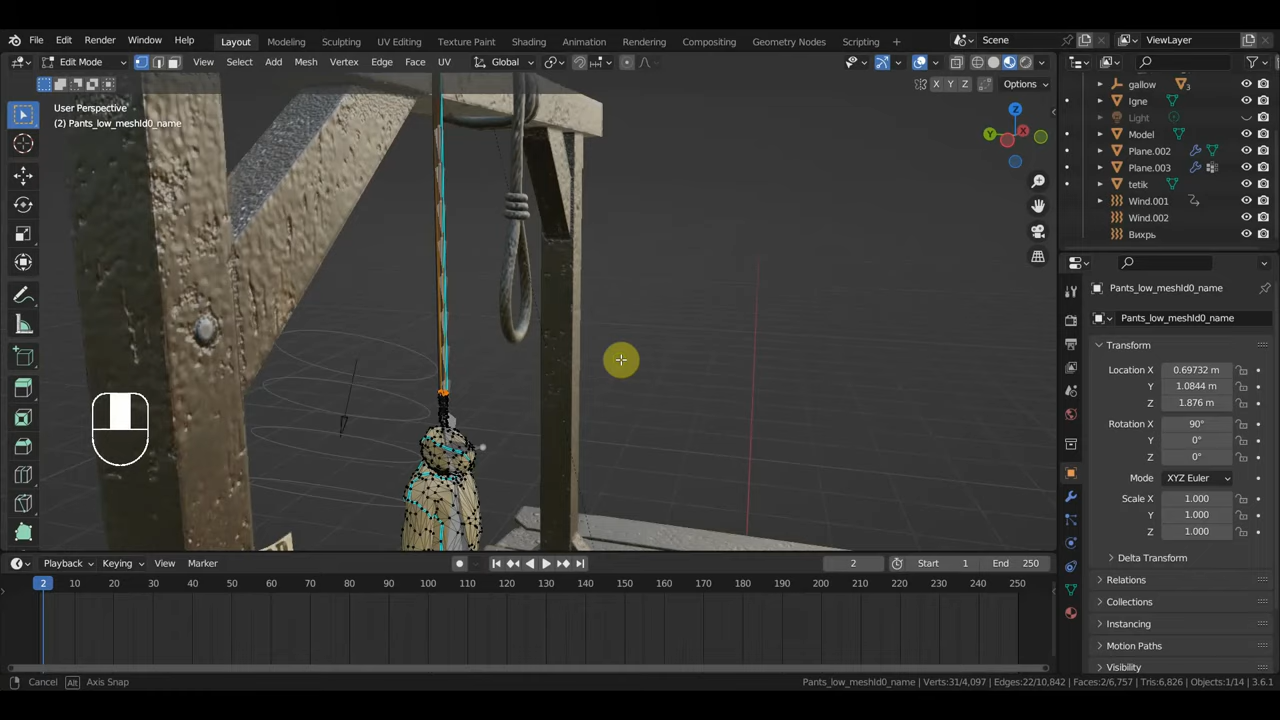 File Edit Render Window Help Layout Modeling Sculpting UV Editing Texture Paint Shading Animation Rendering Compositing Geometry Nodes Scripting + Scene ViewLayer
Edit Mode View Select Add Mesh Vertex Edge Face UV Global
X Y Z Options
User Perspective
(2) Pants_low_meshId0_name
gallow 3
Igne
Light
Model
Plane.002
Plane.003
tetik
Wind.001
Wind.002
Вихрь
Y X Z
Pants_low_meshId0_name
Pants_low_meshId0_name
Transform
Location X 0.69732 m
Y 1.0844 m
Z 1.876 m
Rotation X 90°
Y 0°
Z 0°
Mode XYZ Euler
Scale X 1.000
Y 1.000
Z 1.000
Delta Transform
Relations
Collections
Instancing
Motion Paths
Visibility
Playback Keying View Marker 2 Start 1 End 250
2 10 20 30 40 50 60 70 80 90 100 110 120 130 140 150 160 170 180 190 200 210 220 230 240 250
Cancel Alt Axis Snap Pants_low_meshId0_name | Verts:31/4,097 | Edges:22/10,842 | Faces:2/6,757 | Tris:6,826 | Objects:1/14 | 3.6.1